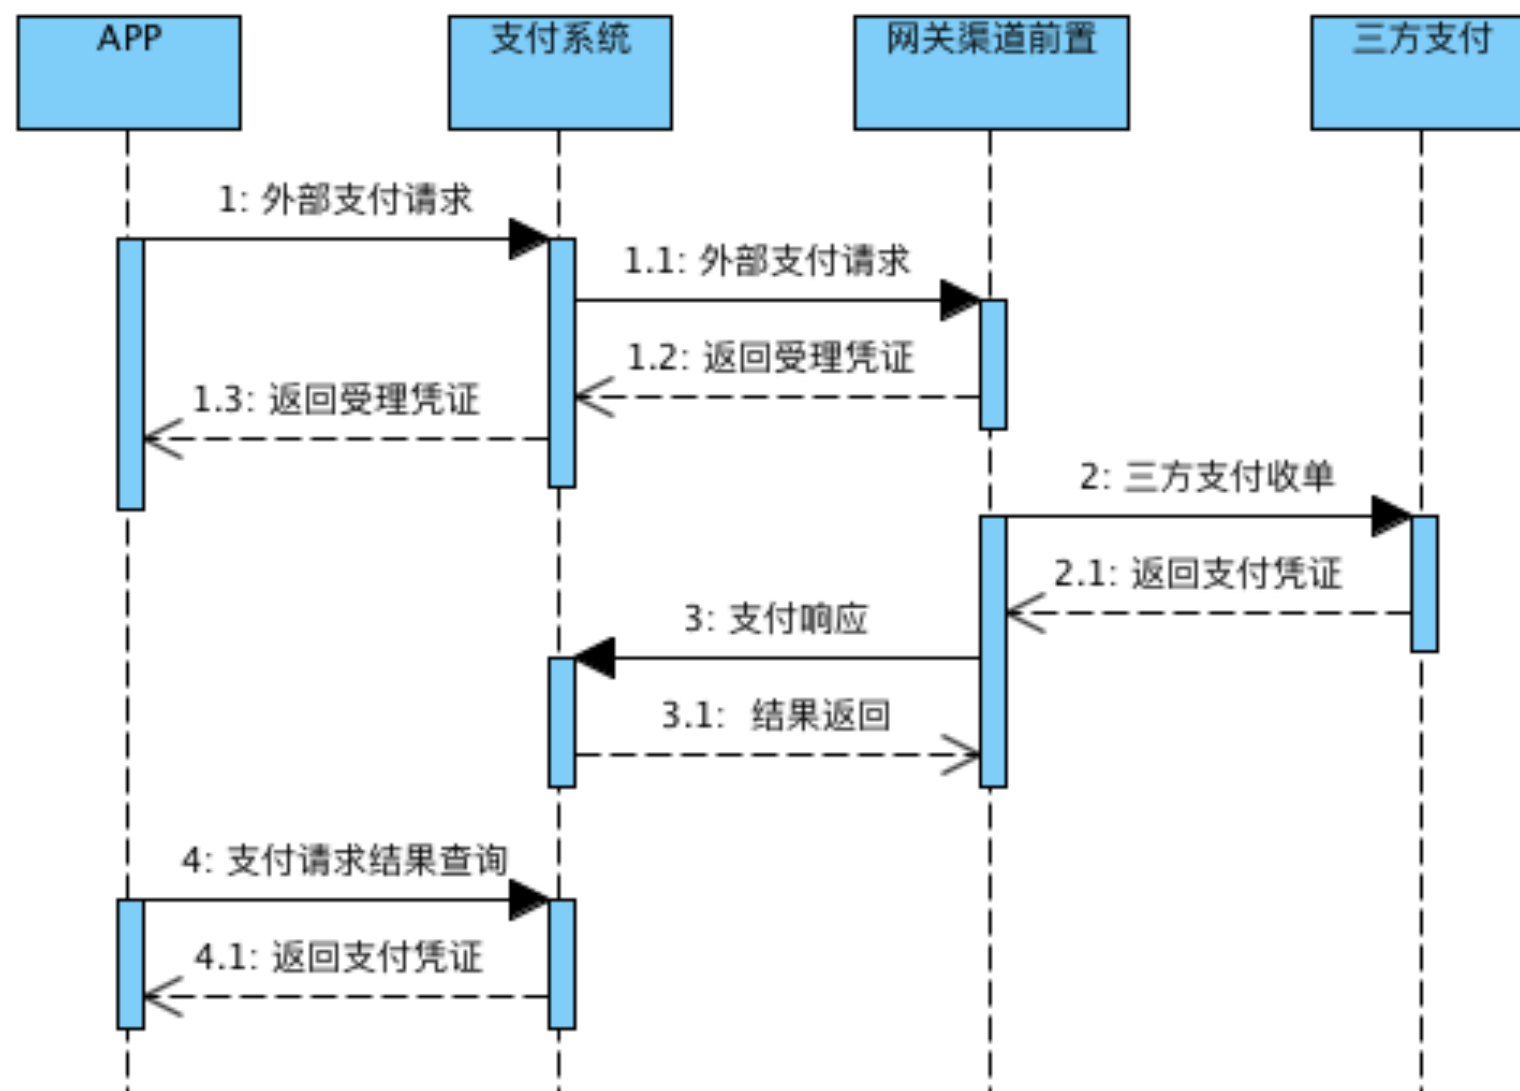 APP
支付系统
网关渠道前置
三方支付
1: 外部支付请求
1.1: 外部支付请求
1.2: 返回受理凭证
1.3: 返回受理凭证
2: 三方支付收单
2.1: 返回支付凭证
3: 支付响应
3.1: 结果返回
4: 支付请求结果查询
4.1: 返回支付凭证